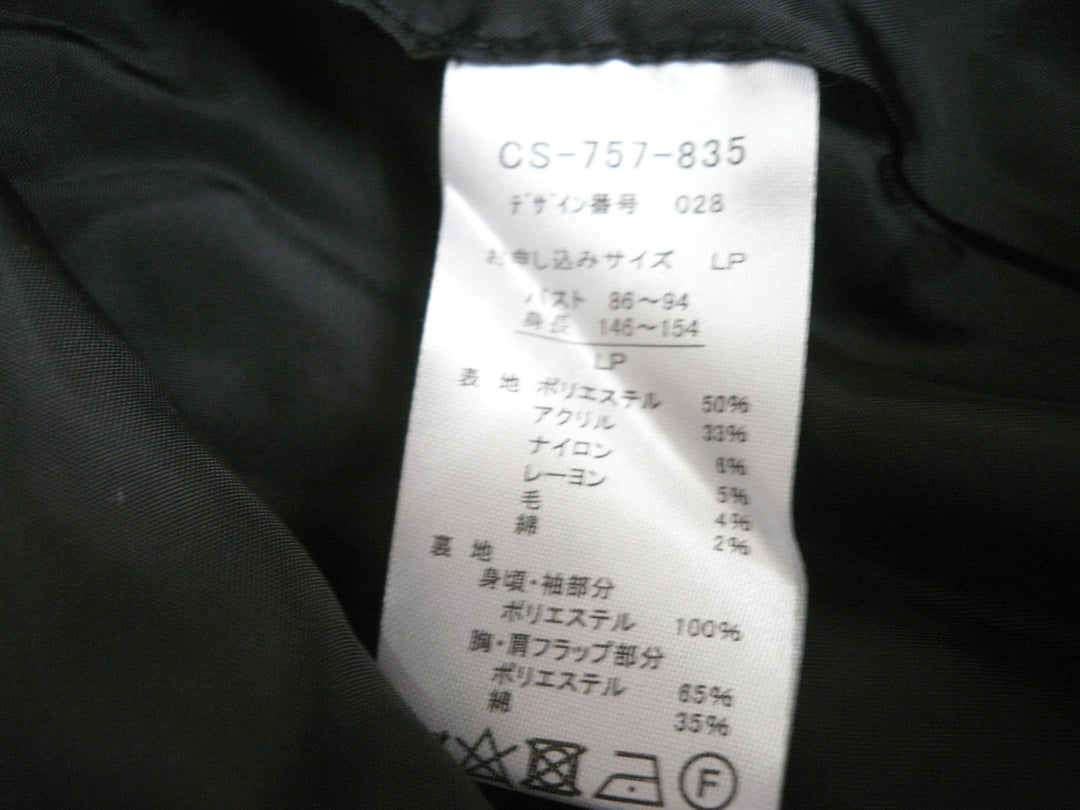 CS-757-835
デザイン番号 028
お申し込みサイズ LP
バスト 86～94
身長 146～154
LP
表 地 ポリエステル 50%
アクリル 33%
ナイロン 6%
レーヨン 5%
毛 4%
綿 2%
裏 地
身頃・袖部分
ポリエステル 100%
胸・肩フラップ部分
ポリエステル 65%
綿 35%
F